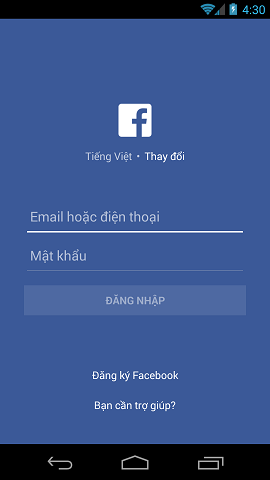 4:30
f
Tiếng Việt • Thay đổi
Email hoặc điện thoại
Mật khẩu
ĐĂNG NHẬP
Đăng ký Facebook
Bạn cần trợ giúp?